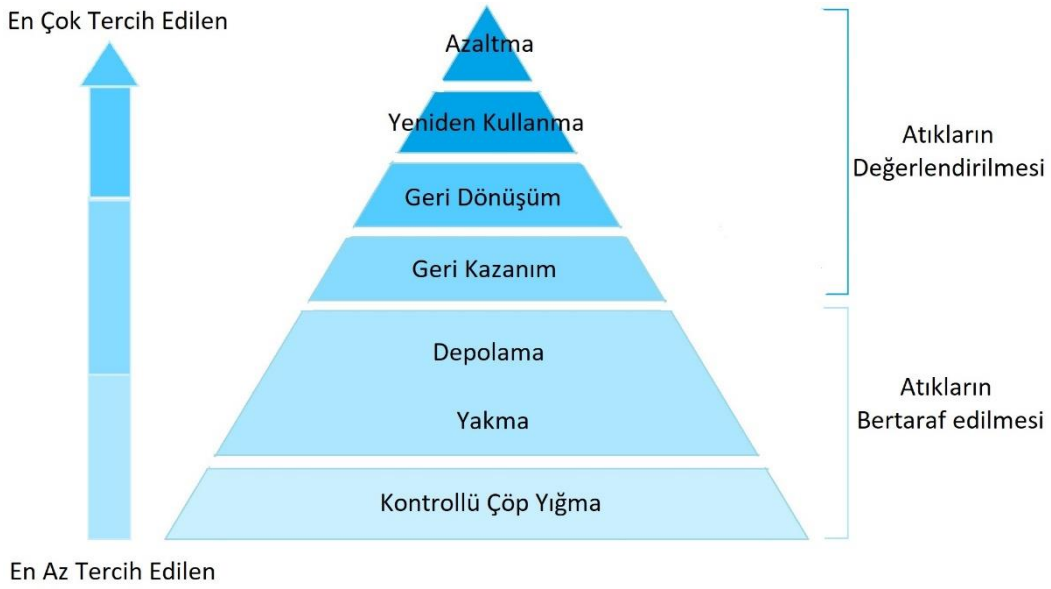 En Çok Tercih Edilen
Azaltma
Yeniden Kullanma
Geri Dönüşüm
Geri Kazanım
Depolama
Yakma
Kontrollü Çöp Yığma
Atıkların
Değerlendirilmesi
Atıkların
Bertaraf edilmesi
En Az Tercih Edilen